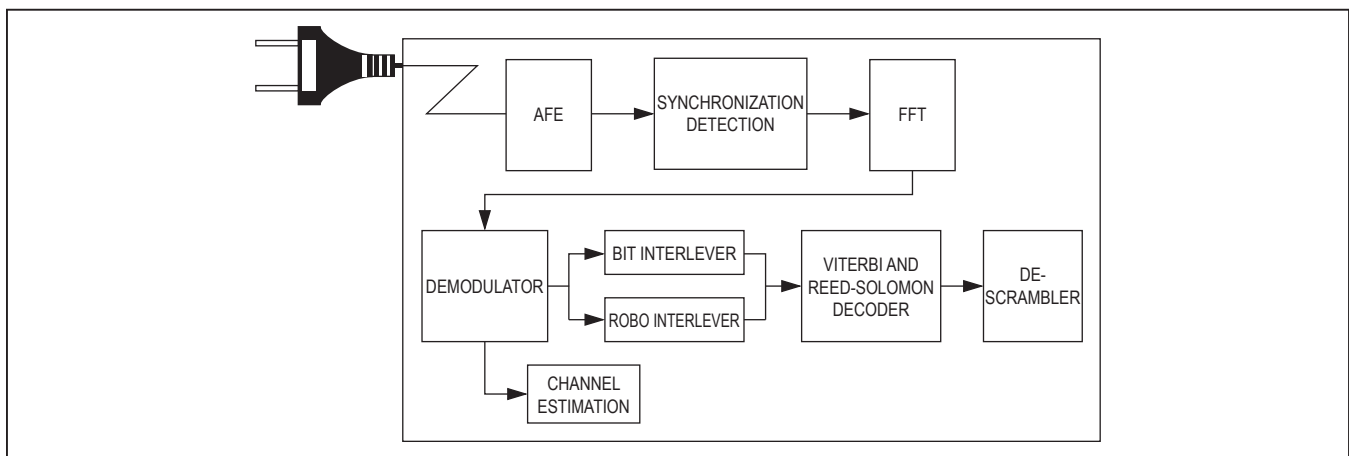 AFE
SYNCHRONIZATION
DETECTION
FFT
DEMODULATOR
BIT INTERLEVER
ROBO INTERLEVER
VITERBI AND
REED-SOLOMON
DECODER
DE-
SCRAMBLER
CHANNEL
ESTIMATION